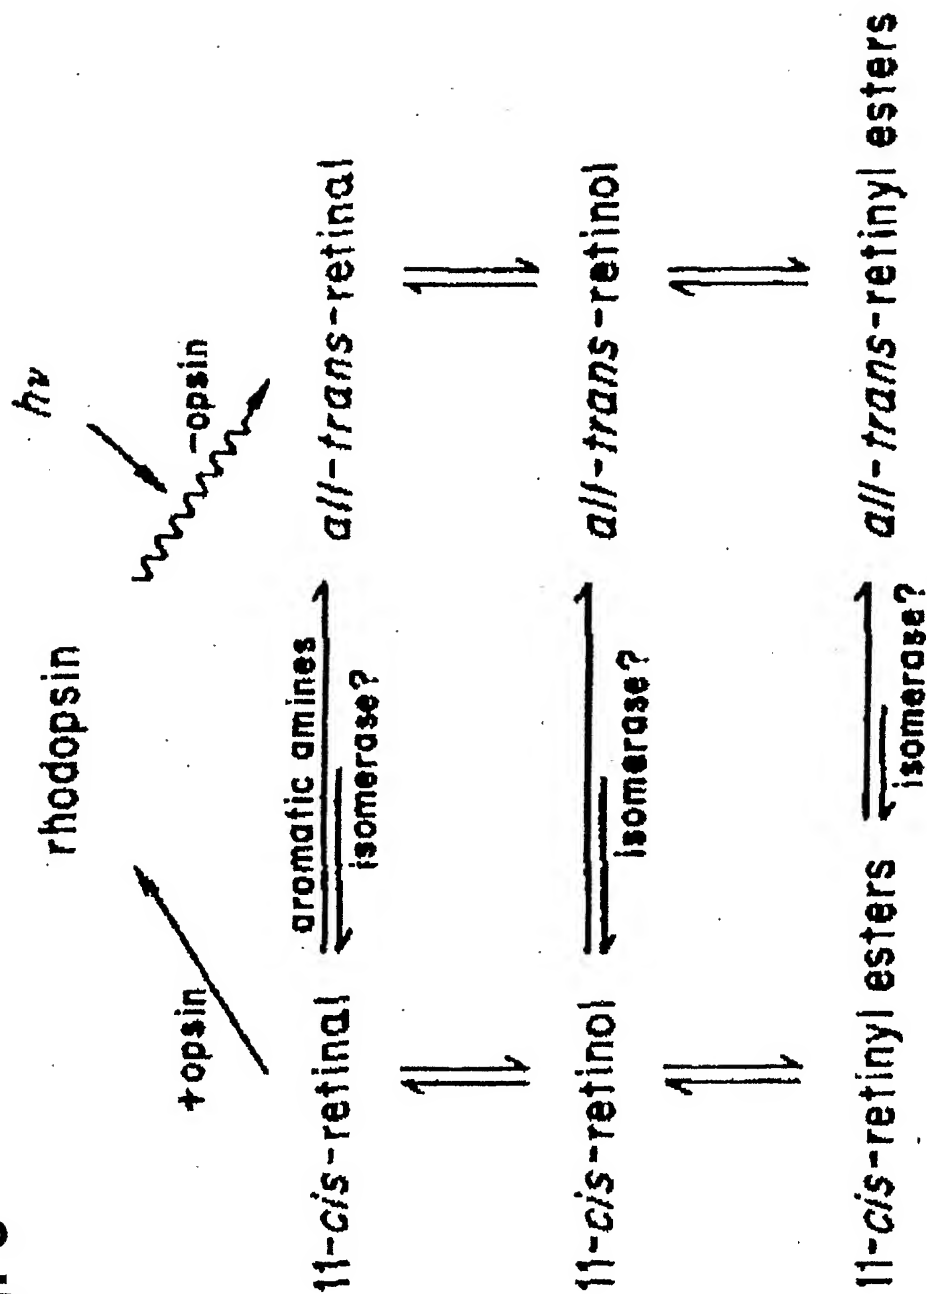 rhodopsin
hν
+opsin
-opsin
11-cis-retinal
aromatic amines
isomerase?
all-trans-retinal
11-cis-retinol
isomerase?
all-trans-retinol
11-cis-retinyl esters
isomerase?
all-trans-retinyl esters